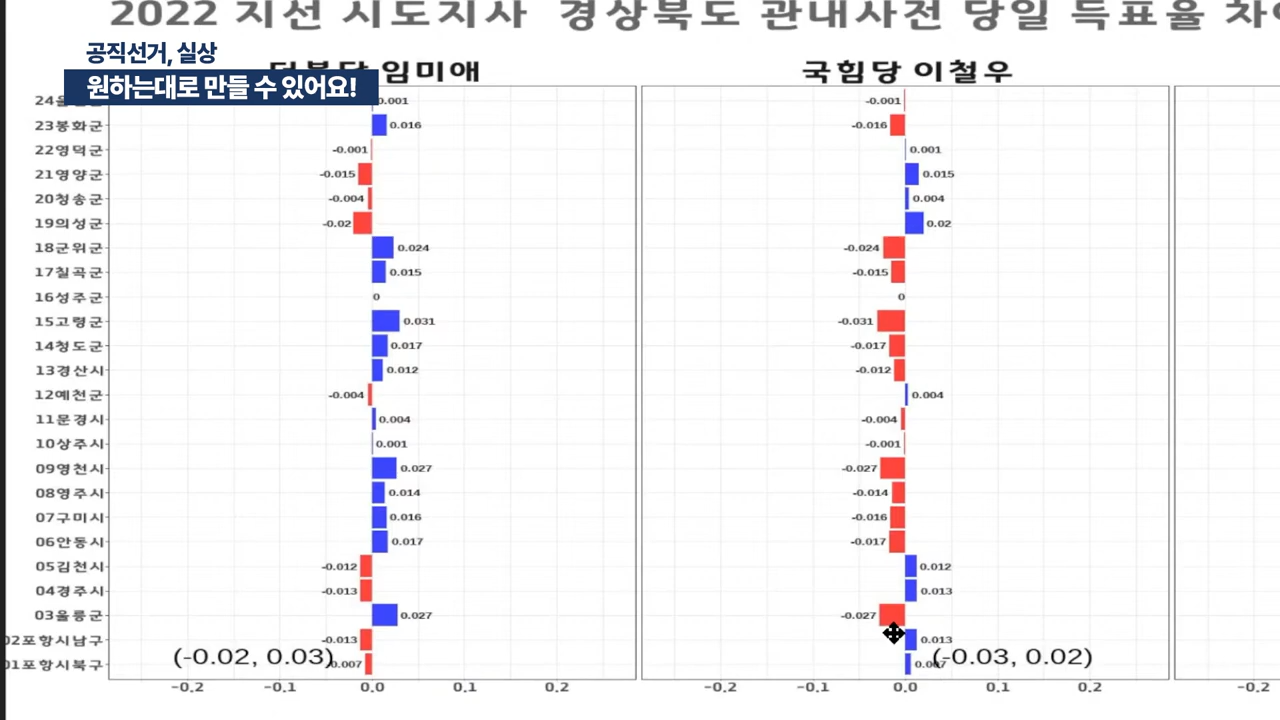 2022 지선 시도지사 경상북도 관내사전 당일 득표율
공직선거, 실상
원하는대로 만들 수 있어요!
임미애
국힘당 이철우
0.001
-0.001
23봉화군 0.016 -0.016
22영덕군 -0.001 0.001
21영양군 -0.015 0.015
20청송군 -0.004 0.004
19의성군 -0.02 0.02
18군위군 0.024 -0.024
17칠곡군 0.015 -0.015
16성주군 0 0
15고령군 0.031 -0.031
14청도군 0.017 -0.017
13경산시 0.012 -0.012
12예천군 -0.004 0.004
11문경시 0.004 -0.004
10상주시 0.001 -0.001
09영천시 0.027 -0.027
08영주시 0.014 -0.014
07구미시 0.016 -0.016
06안동시 0.017 -0.017
05김천시 -0.012 0.012
04경주시 -0.013 0.013
03울릉군 0.027 -0.027
02포항시남구 -0.013 0.013
01포항시북구 (-0.02, 0.03) (-0.03, 0.02)
-0.2 -0.1 0.0 0.1 0.2 -0.2 -0.1 0.0 0.1 0.2 -0.2